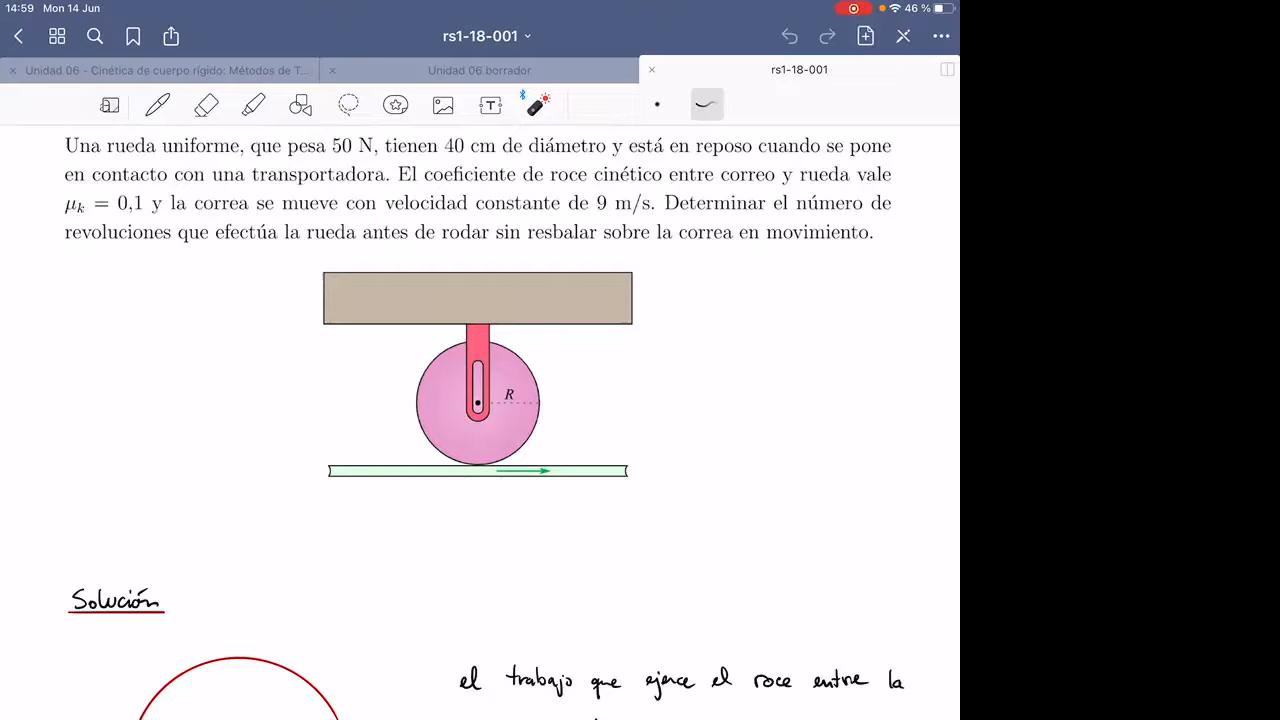 14:59 Mon 14 Jun
46 %
rs1-18-001
Unidad 06 - Cinética de cuerpo rígido: Métodos de T...
Unidad 06 borrador
rs1-18-001
Una rueda uniforme, que pesa 50 N, tienen 40 cm de diámetro y está en reposo cuando se pone
en contacto con una transportadora. El coeficiente de roce cinético entre correo y rueda vale
μk = 0,1 y la correa se mueve con velocidad constante de 9 m/s. Determinar el número de
revoluciones que efectúa la rueda antes de rodar sin resbalar sobre la correa en movimiento.
R
Solución
el trabajo que ejerce el roce entre la